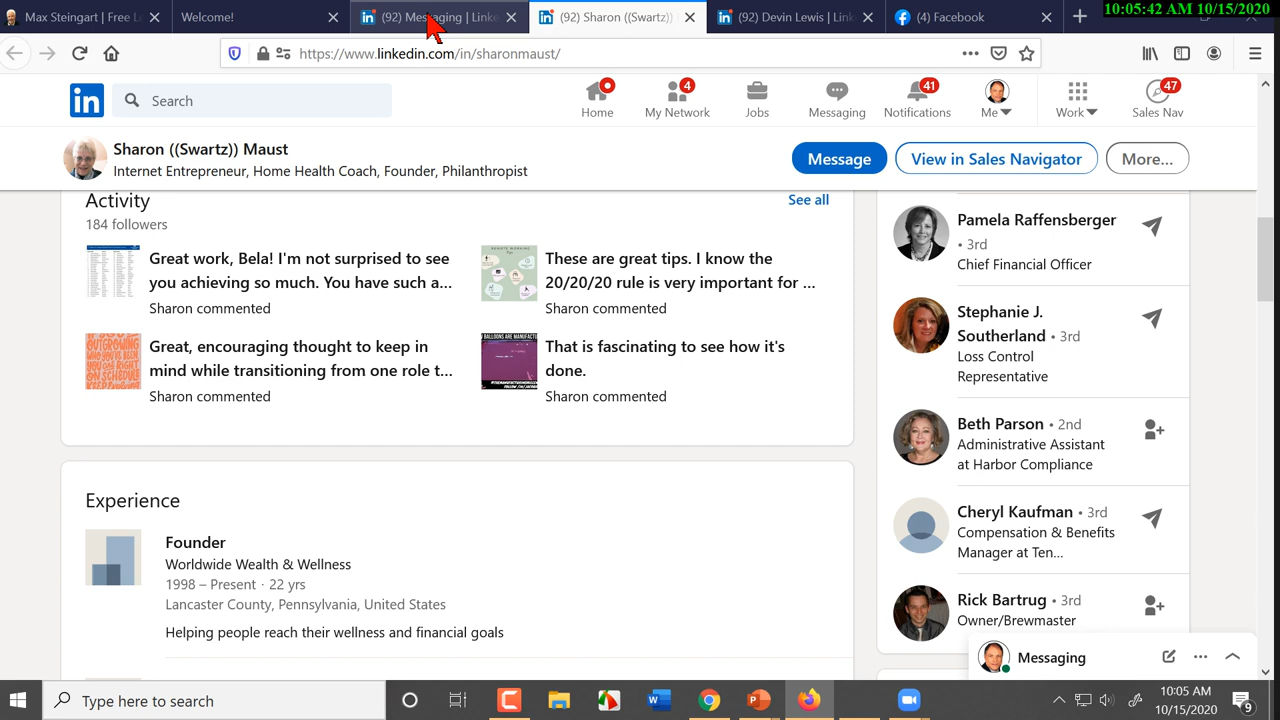 Max Steingart | Free L
Welcome!
(92) Messaging | Linke
(92) Sharon ((Swartz))
(92) Devin Lewis | Link
(4) Facebook
10:05:42 AM 10/15/2020
https://www.linkedin.com/in/sharonmaust/
in
Search
Home
4
My Network
Jobs
Messaging
41
Notifications
Me
Work
47
Sales Nav
Sharon ((Swartz)) Maust
Internet Entrepreneur, Home Health Coach, Founder, Philanthropist
Message
View in Sales Navigator
More...
Activity
See all
184 followers
Great work, Bela! I'm not surprised to see
you achieving so much. You have such a...
Sharon commented
These are great tips. I know the
20/20/20 rule is very important for ...
Sharon commented
Great, encouraging thought to keep in
mind while transitioning from one role t...
Sharon commented
That is fascinating to see how it's
done.
Sharon commented
Experience
Founder
Worldwide Wealth & Wellness
1998 – Present · 22 yrs
Lancaster County, Pennsylvania, United States
Helping people reach their wellness and financial goals
Pamela Raffensberger
• 3rd
Chief Financial Officer
Stephanie J.
Southerland • 3rd
Loss Control
Representative
Beth Parson • 2nd
Administrative Assistant
at Harbor Compliance
Cheryl Kaufman • 3rd
Compensation & Benefits
Manager at Ten...
Rick Bartrug • 3rd
Owner/Brewmaster
Messaging
Type here to search
10:05 AM
10/15/2020
9